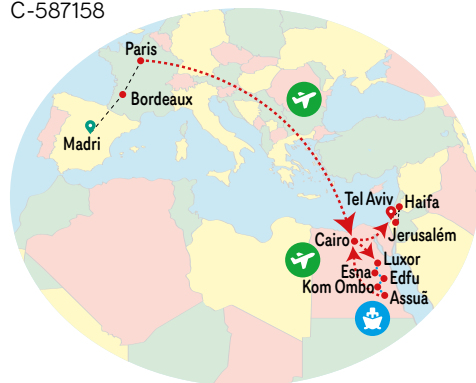 C-587158
Paris
Bordeaux
Madri
Tel Aviv
Haifa
Jerusalém
Cairo
Luxor
Esna
Edfu
Kom Ombo
Assuã